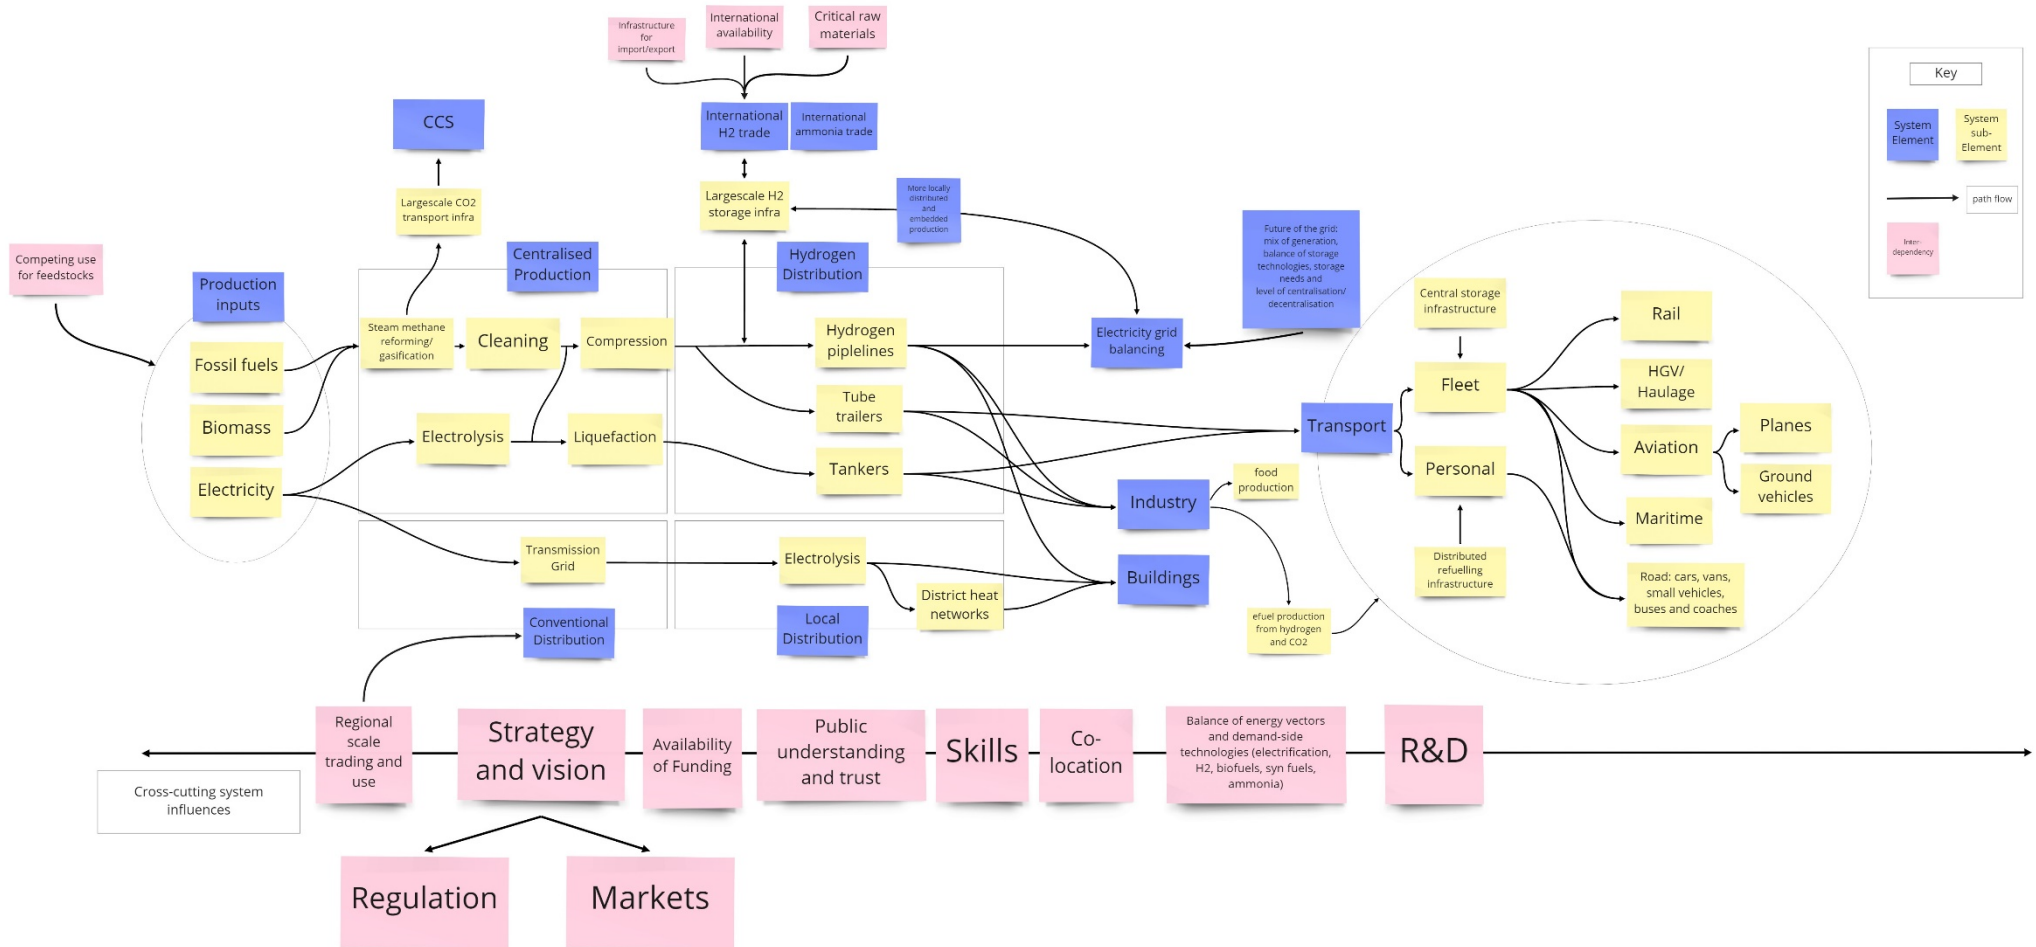 Infrastructure
for
import/export
International
availability
Critical raw
materials
Key
System
Element
System
sub-
Element
path flow
Inter-
dependency
CCS
International
H2 trade
International
ammonia trade
Largescale CO2
transport infra
Largescale H2
storage infra
More locally
distributed
and
embedded
production
Future of the grid:
mix of generation,
balance of storage
technologies, storage
needs and
level of centralisation/
decentralisation
Competing use
for feedstocks
Production
inputs
Centralised
Production
Hydrogen
Distribution
Central storage
infrastructure
Rail
Steam methane
reforming/
gasification
Cleaning
Compression
Hydrogen
piplelines
Electricity grid
balancing
Fossil fuels
Fleet
HGV/
Haulage
Tube
trailers
Transport
Planes
Biomass
Electrolysis
Liquefaction
Aviation
Tankers
Personal
Ground
vehicles
Electricity
food
production
Industry
Maritime
Transmission
Grid
Electrolysis
Buildings
Distributed
refuelling
infrastructure
Road: cars, vans,
small vehicles,
buses and coaches
District heat
networks
Conventional
Distribution
Local
Distribution
efuel production
from hydrogen
and CO2
Regional
scale
trading and
use
Strategy
and vision
Availability
of Funding
Public
understanding
and trust
Skills
Co-
location
Balance of energy vectors
and demand-side
technologies (electrification,
H2, biofuels, syn fuels,
ammonia)
R&D
Cross-cutting system
influences
Regulation
Markets